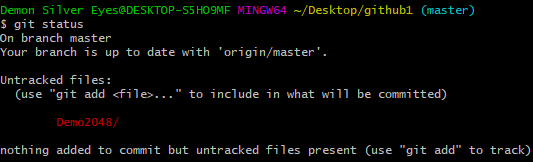 Demon Silver Eyes@DESKTOP-S5HO9MF MINGW64 ~/Desktop/github1 (master)
$ git status
On branch master
Your branch is up to date with 'origin/master'.
Untracked files:
(use "git add <file>..." to include in what will be committed)
Demo2048/
nothing added to commit but untracked files present (use "git add" to track)